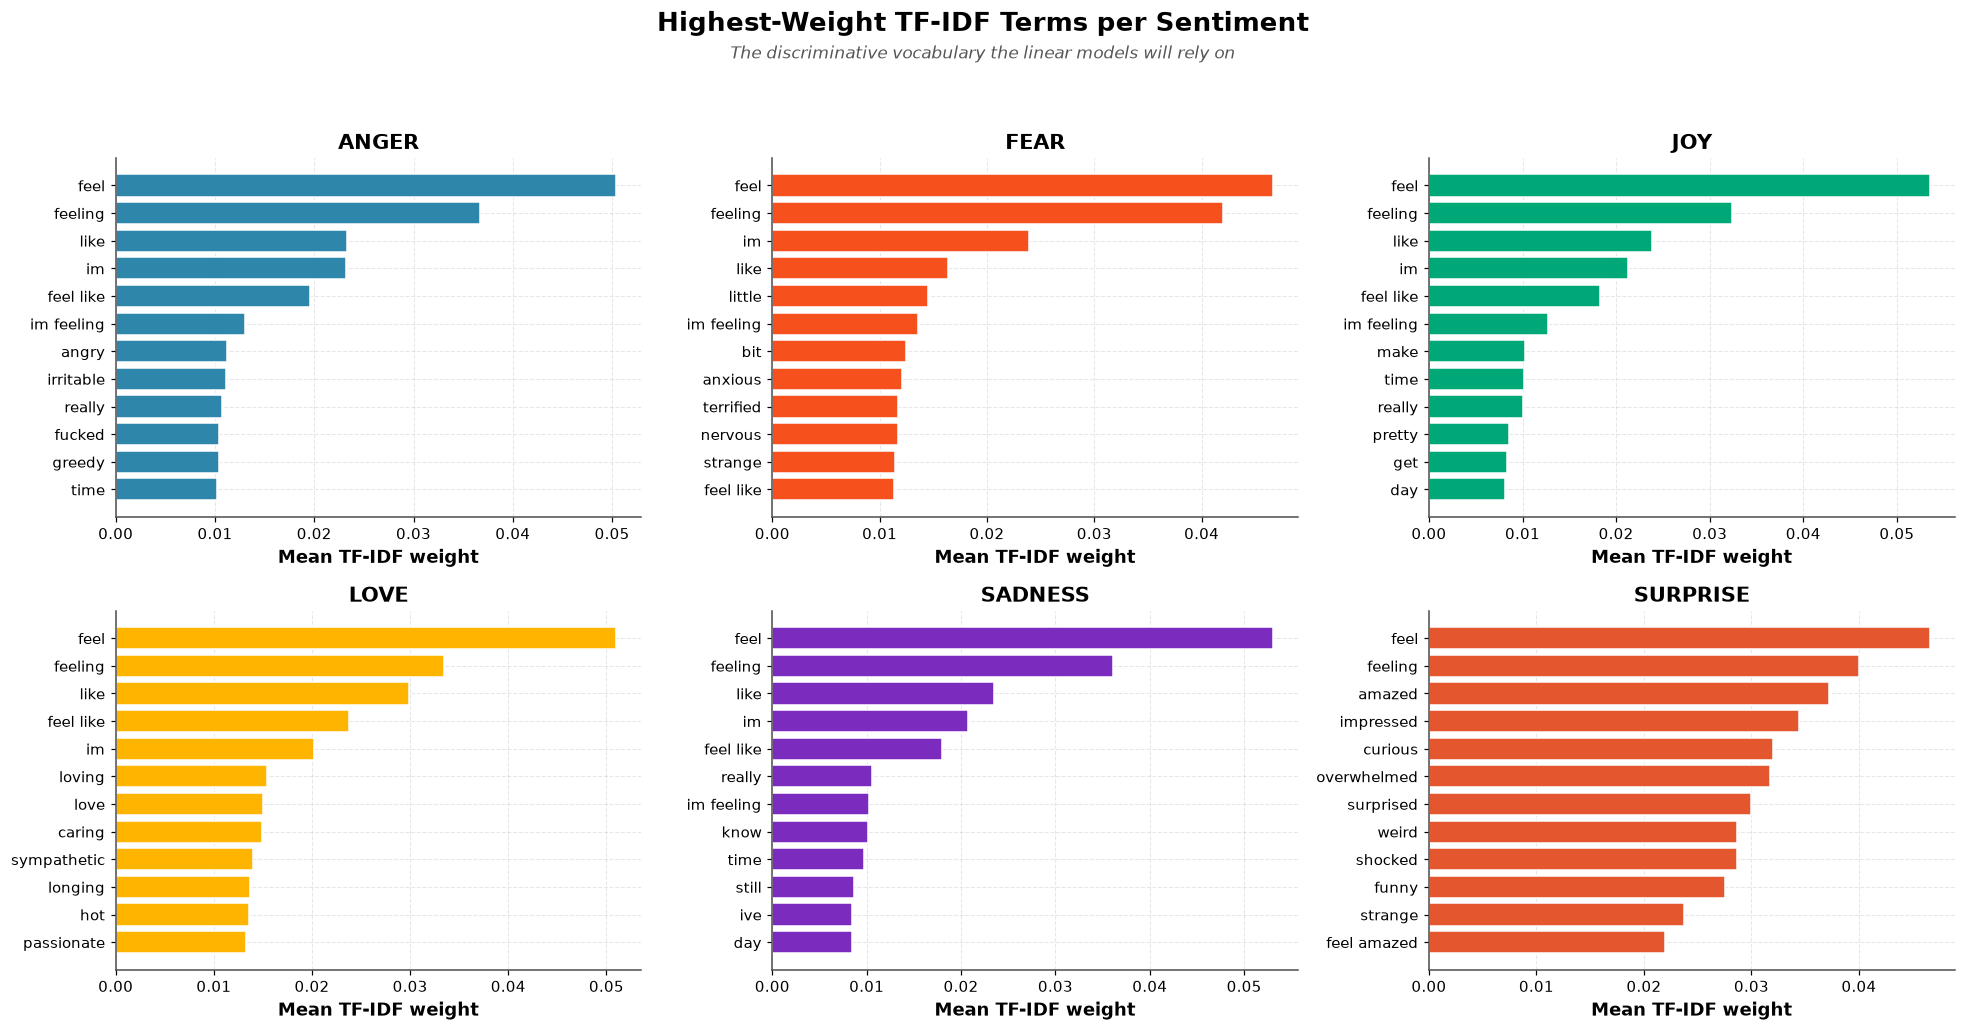 Highest-Weight TF-IDF Terms per Sentiment
The discriminative vocabulary the linear models will rely on
ANGER
feel
feeling
like
im
feel like
im feeling
angry
irritable
really
fucked
greedy
time
0.00 0.01 0.02 0.03 0.04 0.05
Mean TF-IDF weight
FEAR
feel
feeling
im
like
little
im feeling
bit
anxious
terrified
nervous
strange
feel like
0.00 0.01 0.02 0.03 0.04
Mean TF-IDF weight
JOY
feel
feeling
like
im
feel like
im feeling
make
time
really
pretty
get
day
0.00 0.01 0.02 0.03 0.04 0.05
Mean TF-IDF weight
LOVE
feel
feeling
like
feel like
im
loving
love
caring
sympathetic
longing
hot
passionate
0.00 0.01 0.02 0.03 0.04 0.05
Mean TF-IDF weight
SADNESS
feel
feeling
like
im
feel like
really
im feeling
know
time
still
ive
day
0.00 0.01 0.02 0.03 0.04 0.05
Mean TF-IDF weight
SURPRISE
feel
feeling
amazed
impressed
curious
overwhelmed
surprised
weird
shocked
funny
strange
feel amazed
0.00 0.01 0.02 0.03 0.04
Mean TF-IDF weight